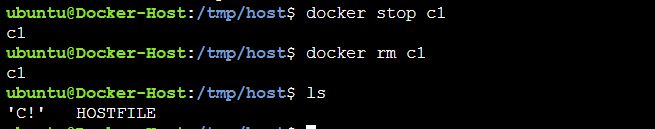 ubuntu@Docker-Host:/tmp/host$ docker stop c1
c1
ubuntu@Docker-Host:/tmp/host$ docker rm c1
c1
ubuntu@Docker-Host:/tmp/host$ ls
'C!'   HOSTFILE
ubuntu@Docker-Host:/tmp/host$